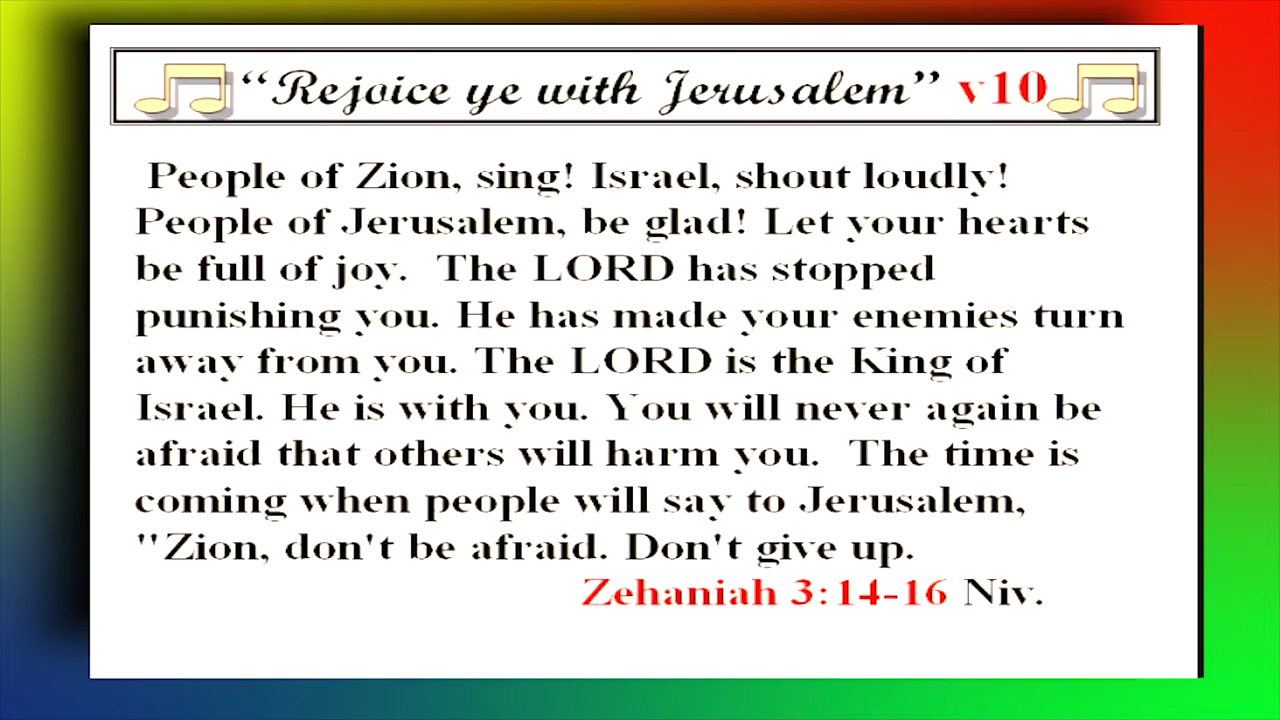 “Rejoice ye with Jerusalem” v10
People of Zion, sing! Israel, shout loudly!
People of Jerusalem, be glad! Let your hearts
be full of joy.  The LORD has stopped
punishing you. He has made your enemies turn
away from you. The LORD is the King of
Israel. He is with you. You will never again be
afraid that others will harm you.  The time is
coming when people will say to Jerusalem,
"Zion, don't be afraid. Don't give up.
Zehaniah 3:14-16 Niv.